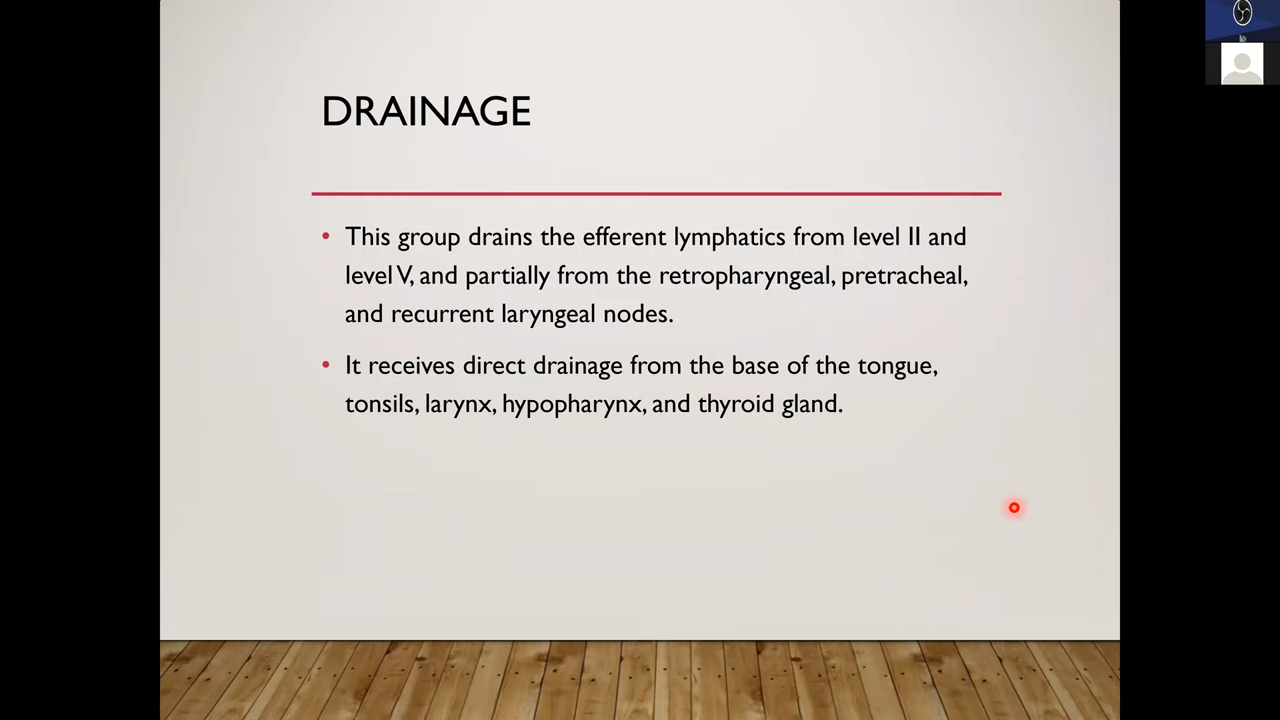 DRAINAGE
• This group drains the efferent lymphatics from level II and
level V, and partially from the retropharyngeal, pretracheal,
and recurrent laryngeal nodes.
• It receives direct drainage from the base of the tongue,
tonsils, larynx, hypopharynx, and thyroid gland.